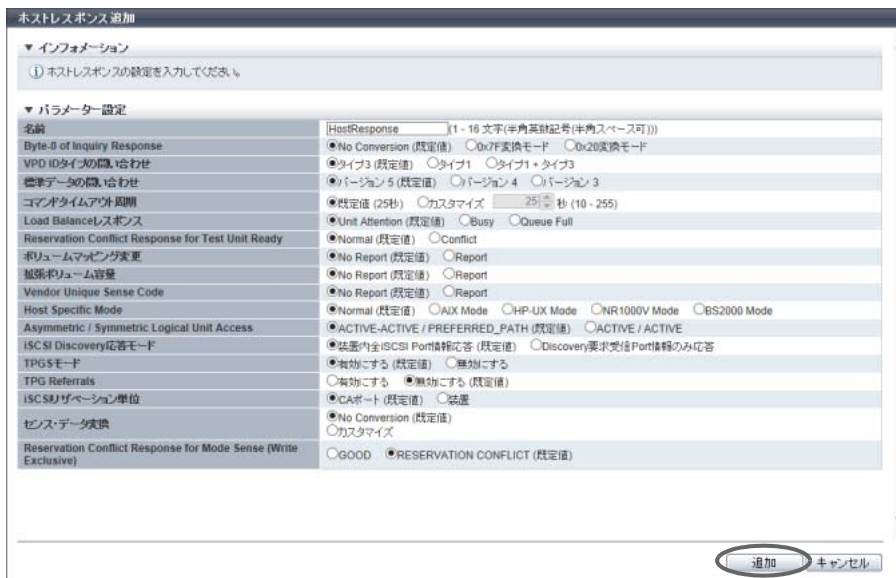 ホストレスポンス追加
▼ インフォメーション
ホストレスポンスの設定を入力してください。
▼ パラメーター設定
名前 HostResponse (1 - 16 文字(半角英数記号(半角スペース可)))
Byte-0 of Inquiry Response No Conversion (既定値) 0x7F変換モード 0x20変換モード
VPD IDタイプの問い合わせ タイプ3 (既定値) タイプ1 タイプ1 + タイプ3
標準データの問い合わせ バージョン 5 (既定値) バージョン 4 バージョン 3
コマンドタイムアウト周期 既定値 (25秒) カスタマイズ 25 秒 (10 - 255)
Load Balanceレスポンス Unit Attention (既定値) Busy Queue Full
Reservation Conflict Response for Test Unit Ready Normal (既定値) Conflict
ボリュームマッピング変更 No Report (既定値) Report
拡張ボリューム容量 No Report (既定値) Report
Vendor Unique Sense Code No Report (既定値) Report
Host Specific Mode Normal (既定値) AIX Mode HP-UX Mode NR1000V Mode BS2000 Mode
Asymmetric / Symmetric Logical Unit Access ACTIVE-ACTIVE / PREFERRED_PATH (既定値) ACTIVE / ACTIVE
iSCSI Discovery応答モード 装置内全iSCSI Port情報応答 (既定値) Discovery要求受信Port情報のみ応答
TPGSモード 有効にする (既定値) 無効にする
TPG Referrals 有効にする 無効にする (既定値)
iSCSIリザベーション単位 CAポート (既定値) 装置
センス・データ変換 No Conversion (既定値)
カスタマイズ
Reservation Conflict Response for Mode Sense (Write Exclusive) GOOD RESERVATION CONFLICT (既定値)
追加 キャンセル